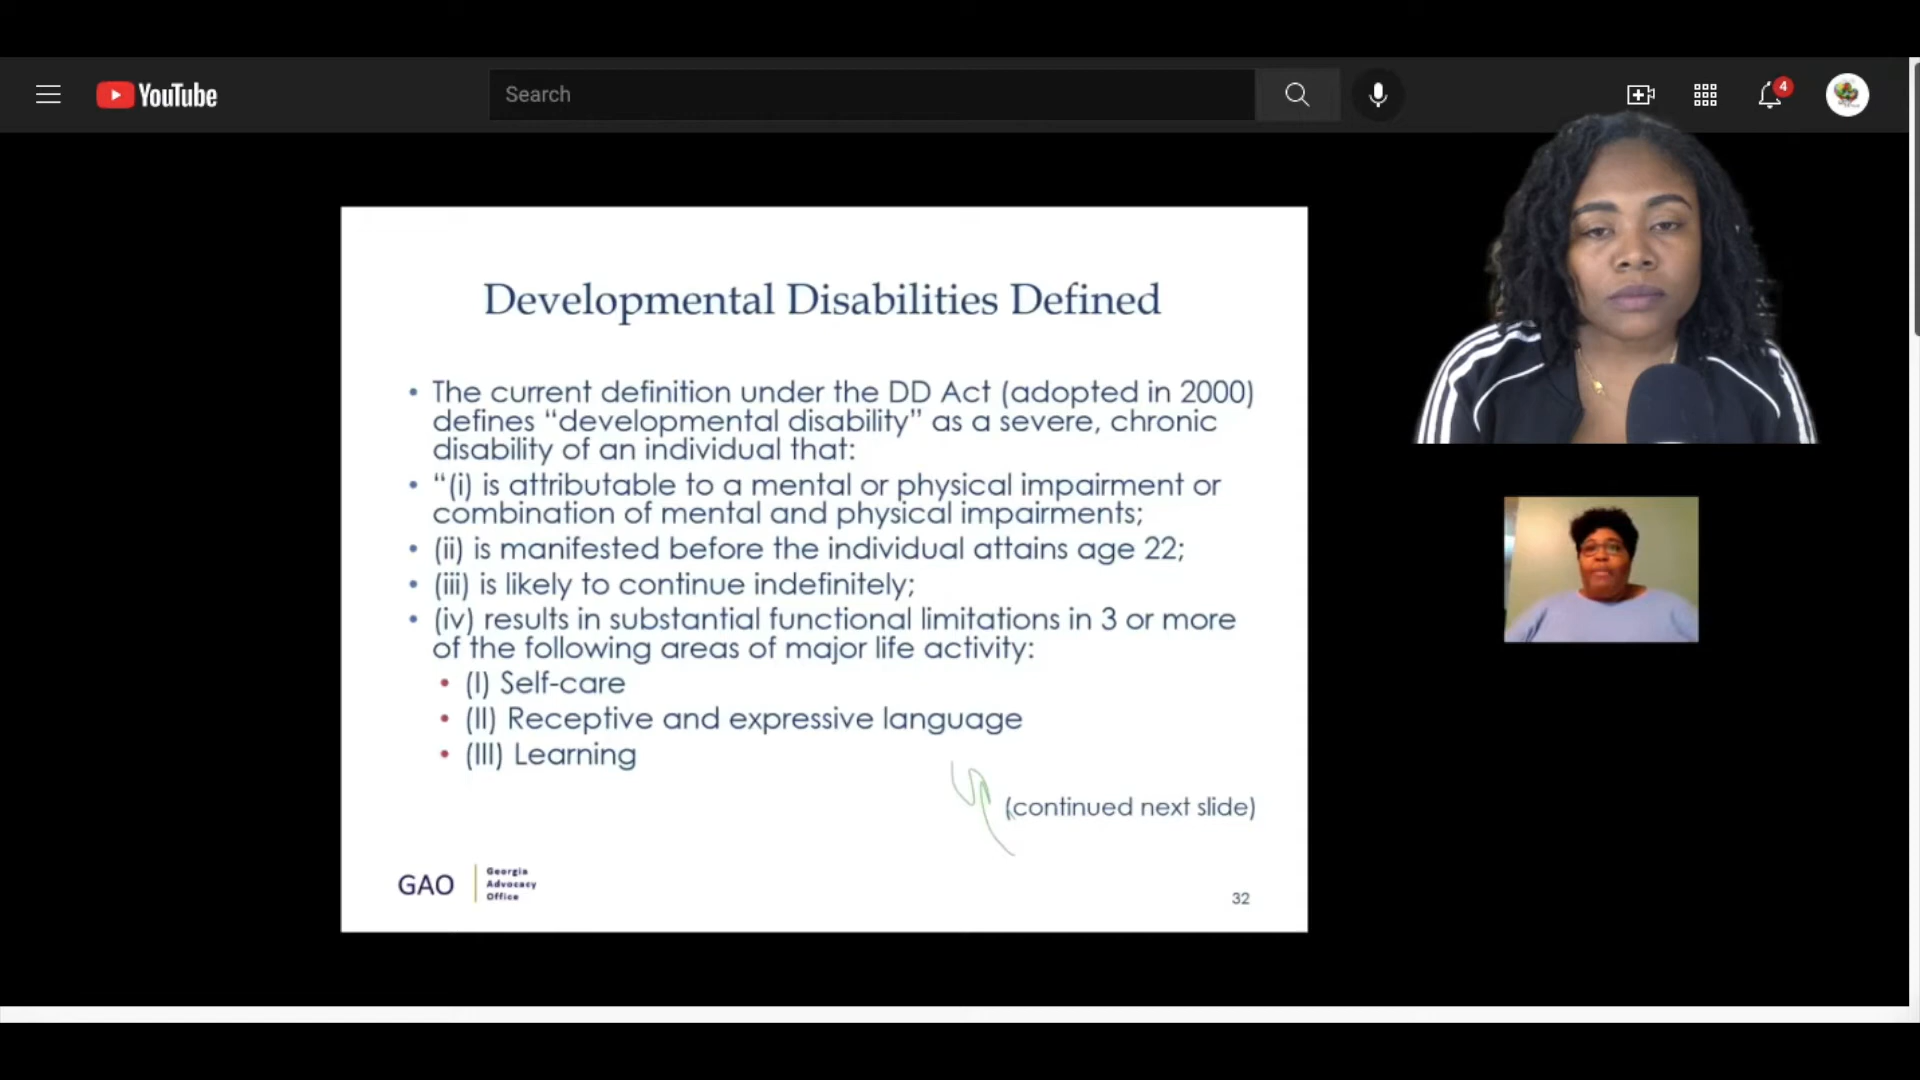 YouTube
Search
4
Developmental Disabilities Defined
• The current definition under the DD Act (adopted in 2000)
defines “developmental disability” as a severe, chronic
disability of an individual that:
• “(i) is attributable to a mental or physical impairment or
combination of mental and physical impairments;
• (ii) is manifested before the individual attains age 22;
• (iii) is likely to continue indefinitely;
• (iv) results in substantial functional limitations in 3 or more
of the following areas of major life activity:
• (I) Self-care
• (II) Receptive and expressive language
• (III) Learning
(continued next slide)
GAO
Georgia
Advocacy
Office
32